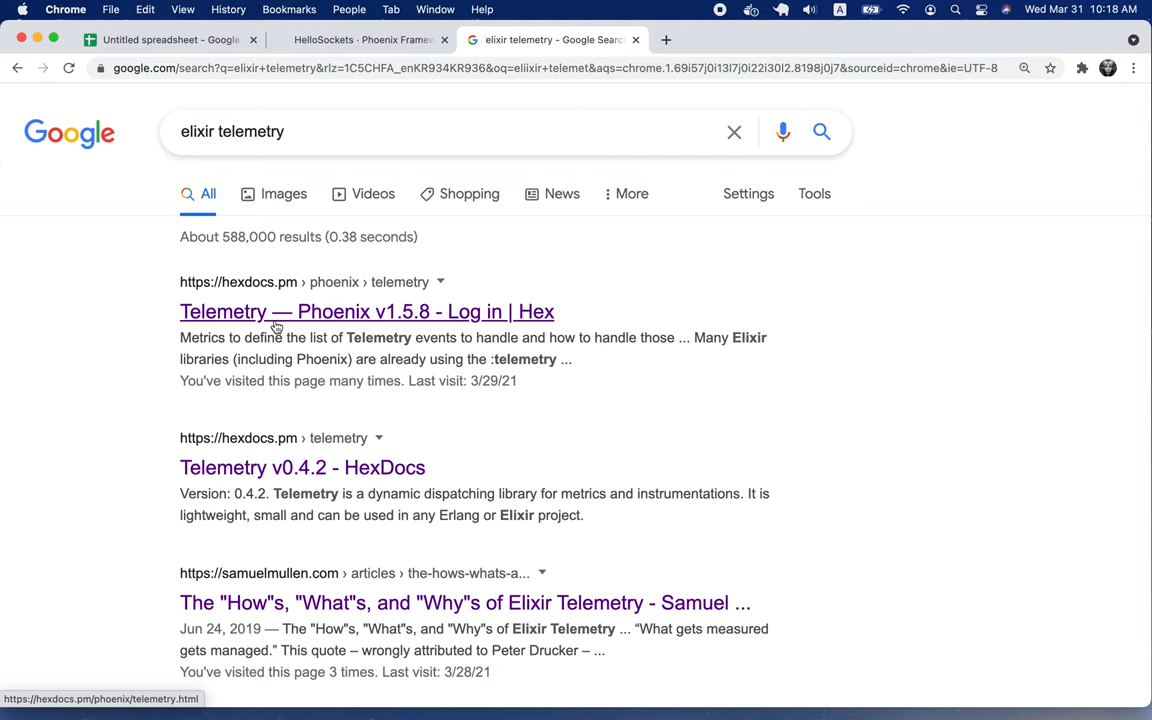 Chrome File Edit View History Bookmarks People Tab Window Help A Wed Mar 31 10:18 AM
Untitled spreadsheet - Google HelloSockets · Phoenix Framew elixir telemetry - Google Searc
google.com/search?q=elixir+telemetry&rlz=1C5CHFA_enKR934KR936&oq=eliixir+telemet&aqs=chrome.1.69i57j0i13l7j0i22i30l2.8198j0j7&sourceid=chrome&ie=UTF-8
Google elixir telemetry
All Images Videos Shopping News More Settings Tools
About 588,000 results (0.38 seconds)
https://hexdocs.pm › phoenix › telemetry
Telemetry — Phoenix v1.5.8 - Log in | Hex
Metrics to define the list of Telemetry events to handle and how to handle those ... Many Elixir
libraries (including Phoenix) are already using the :telemetry ...
You've visited this page many times. Last visit: 3/29/21
https://hexdocs.pm › telemetry
Telemetry v0.4.2 - HexDocs
Version: 0.4.2. Telemetry is a dynamic dispatching library for metrics and instrumentations. It is
lightweight, small and can be used in any Erlang or Elixir project.
https://samuelmullen.com › articles › the-hows-whats-a...
The "How"s, "What"s, and "Why"s of Elixir Telemetry - Samuel ...
Jun 24, 2019 — The "How"s, "What"s, and "Why"s of Elixir Telemetry ... “What gets measured
gets managed.” This quote – wrongly attributed to Peter Drucker – ...
You've visited this page 3 times. Last visit: 3/28/21
https://hexdocs.pm/phoenix/telemetry.html